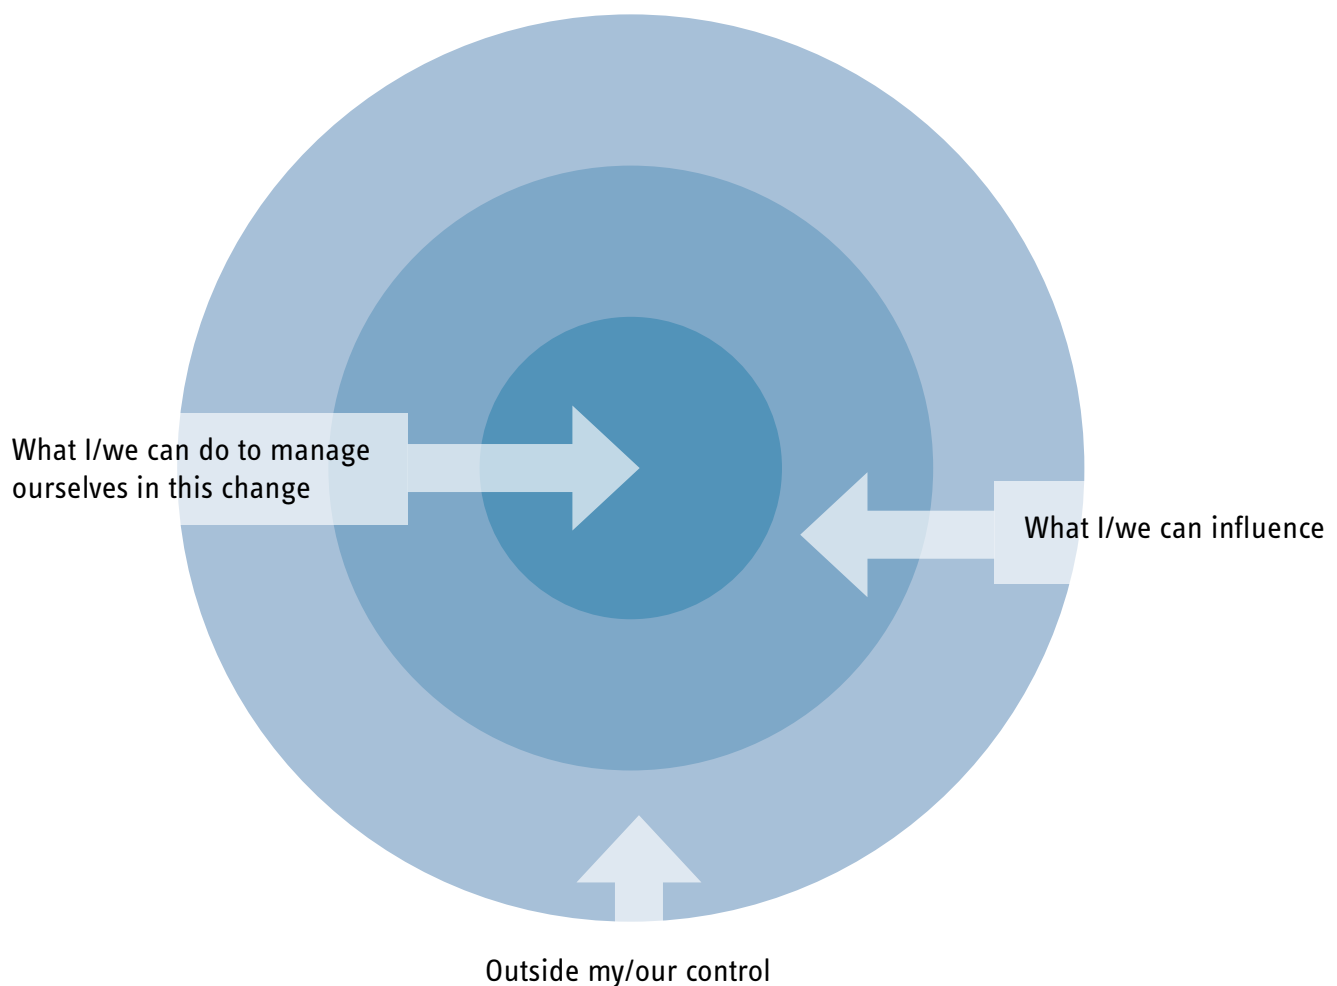 What I/we can do to manage
ourselves in this change
What I/we can influence
Outside my/our control